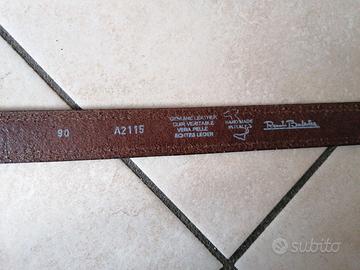 90
A2115
GENUINE LEATHER
CUIR VERITABLE
VERA PELLE
ECHTES LEDER
HAND MADE
IN ITALY
subito